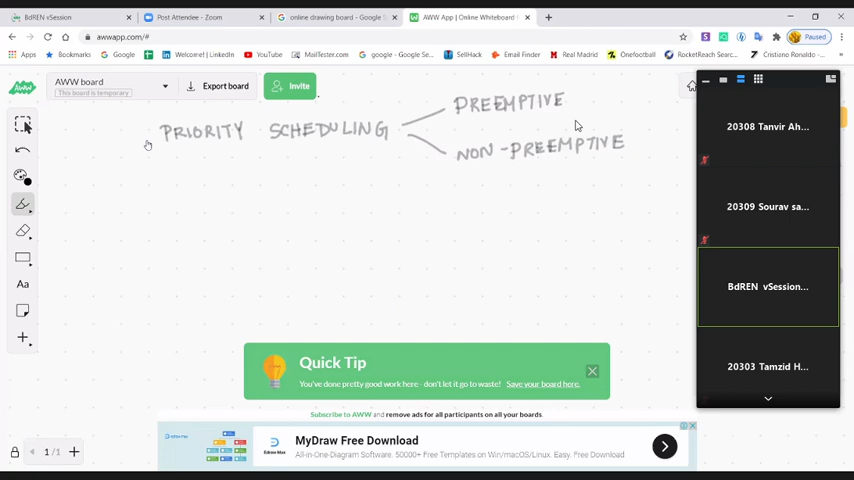 BdREN vSession
Post Attendee - Zoom
online drawing board - Google S
AWW App | Online Whiteboard
awwapp.com/#
Paused
Apps
Bookmarks
Google
Welcome! | LinkedIn
YouTube
MailTester.com
google - Google Se...
SellHack
Email Finder
Real Madrid
Onefootball
RocketReach Searc...
Cristiano Ronaldo -...
AWW
AWW board
This board is temporary
Export board
Invite
PRIORITY SCHEDULING
PREEMPTIVE
NON-PREEMPTIVE
Aa
20308 Tanvir Ah...
20309 Sourav sa...
BdREN vSession...
20303 Tamzid H...
Quick Tip
You've done pretty good work here - don't let it go to waste! Save your board here.
Subscribe to AWW and remove ads for all participants on all your boards.
MyDraw Free Download
All-in-One Diagram Software. 50000+ Free Templates on Win/macOS/Linux. Easy. Free Download
Edraw Max
1/1